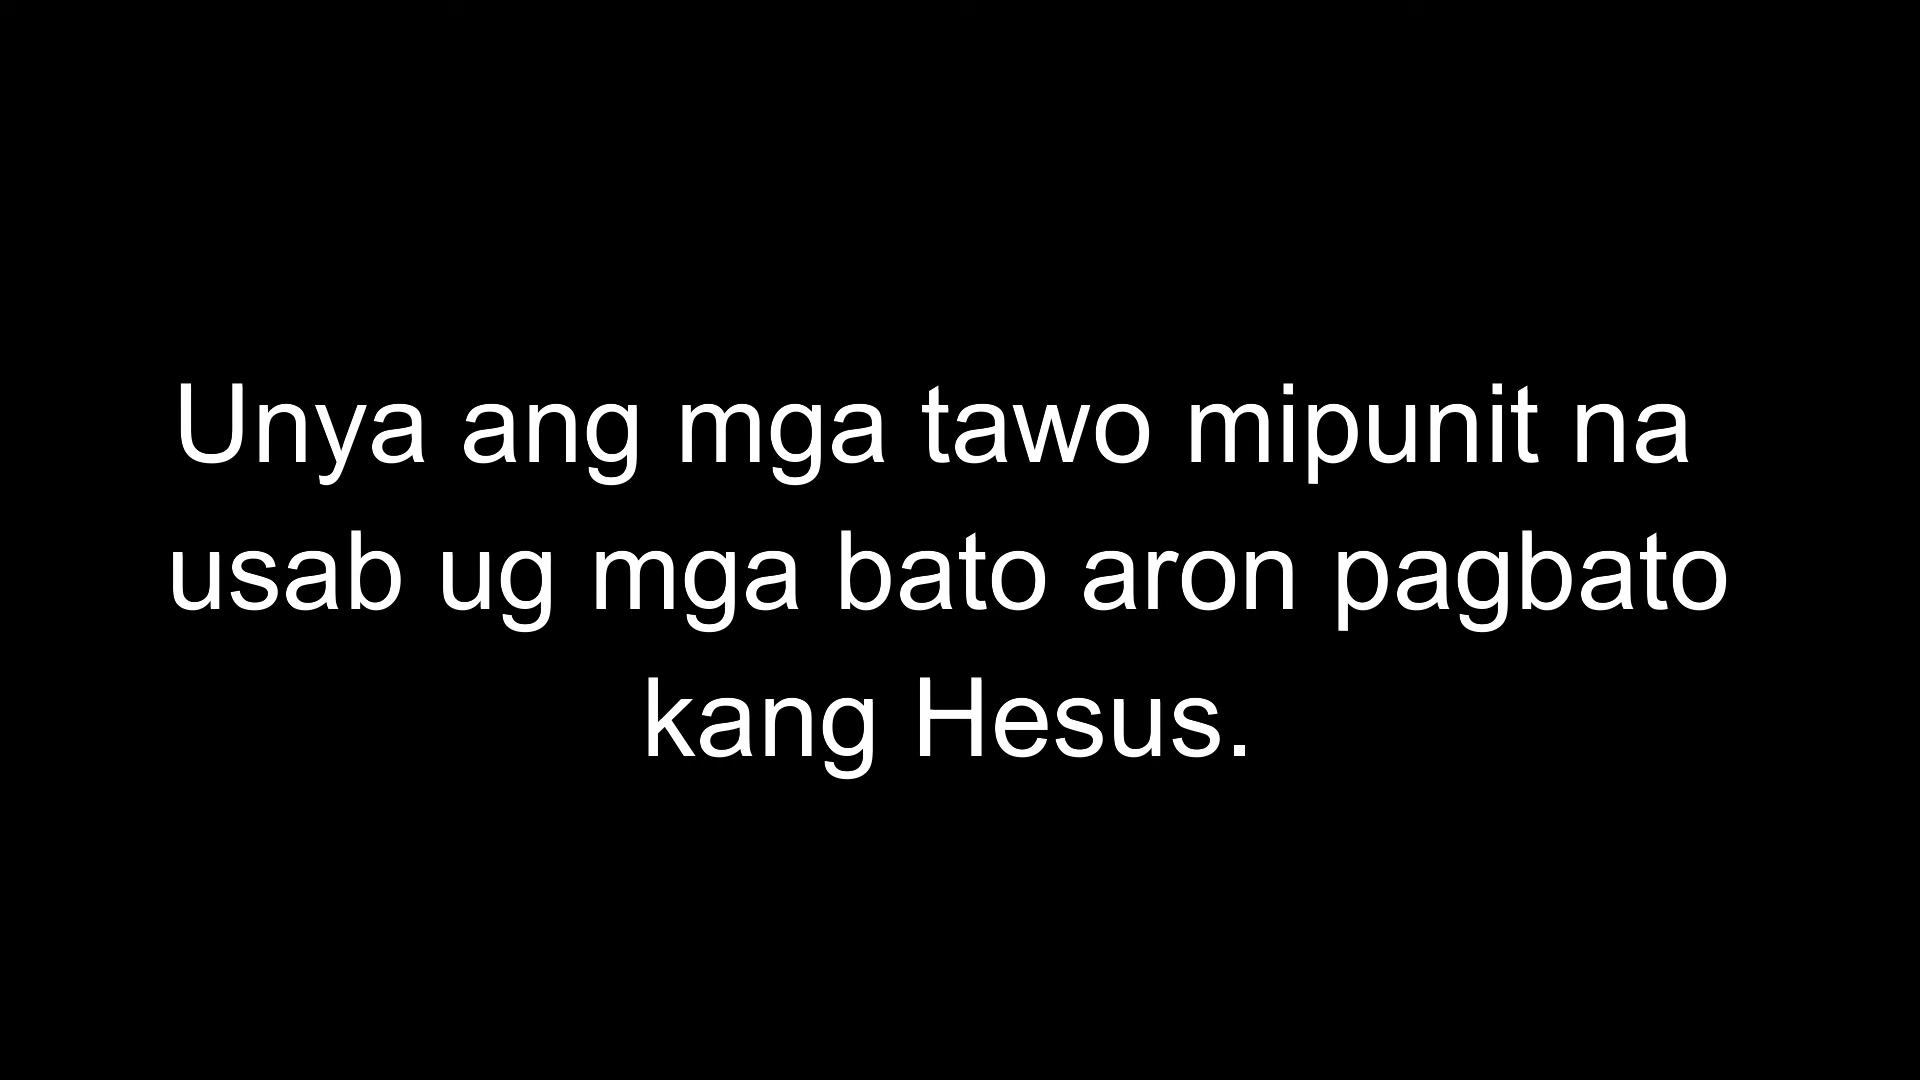 Unya ang mga tawo mipunit na
usab ug mga bato aron pagbato
kang Hesus.